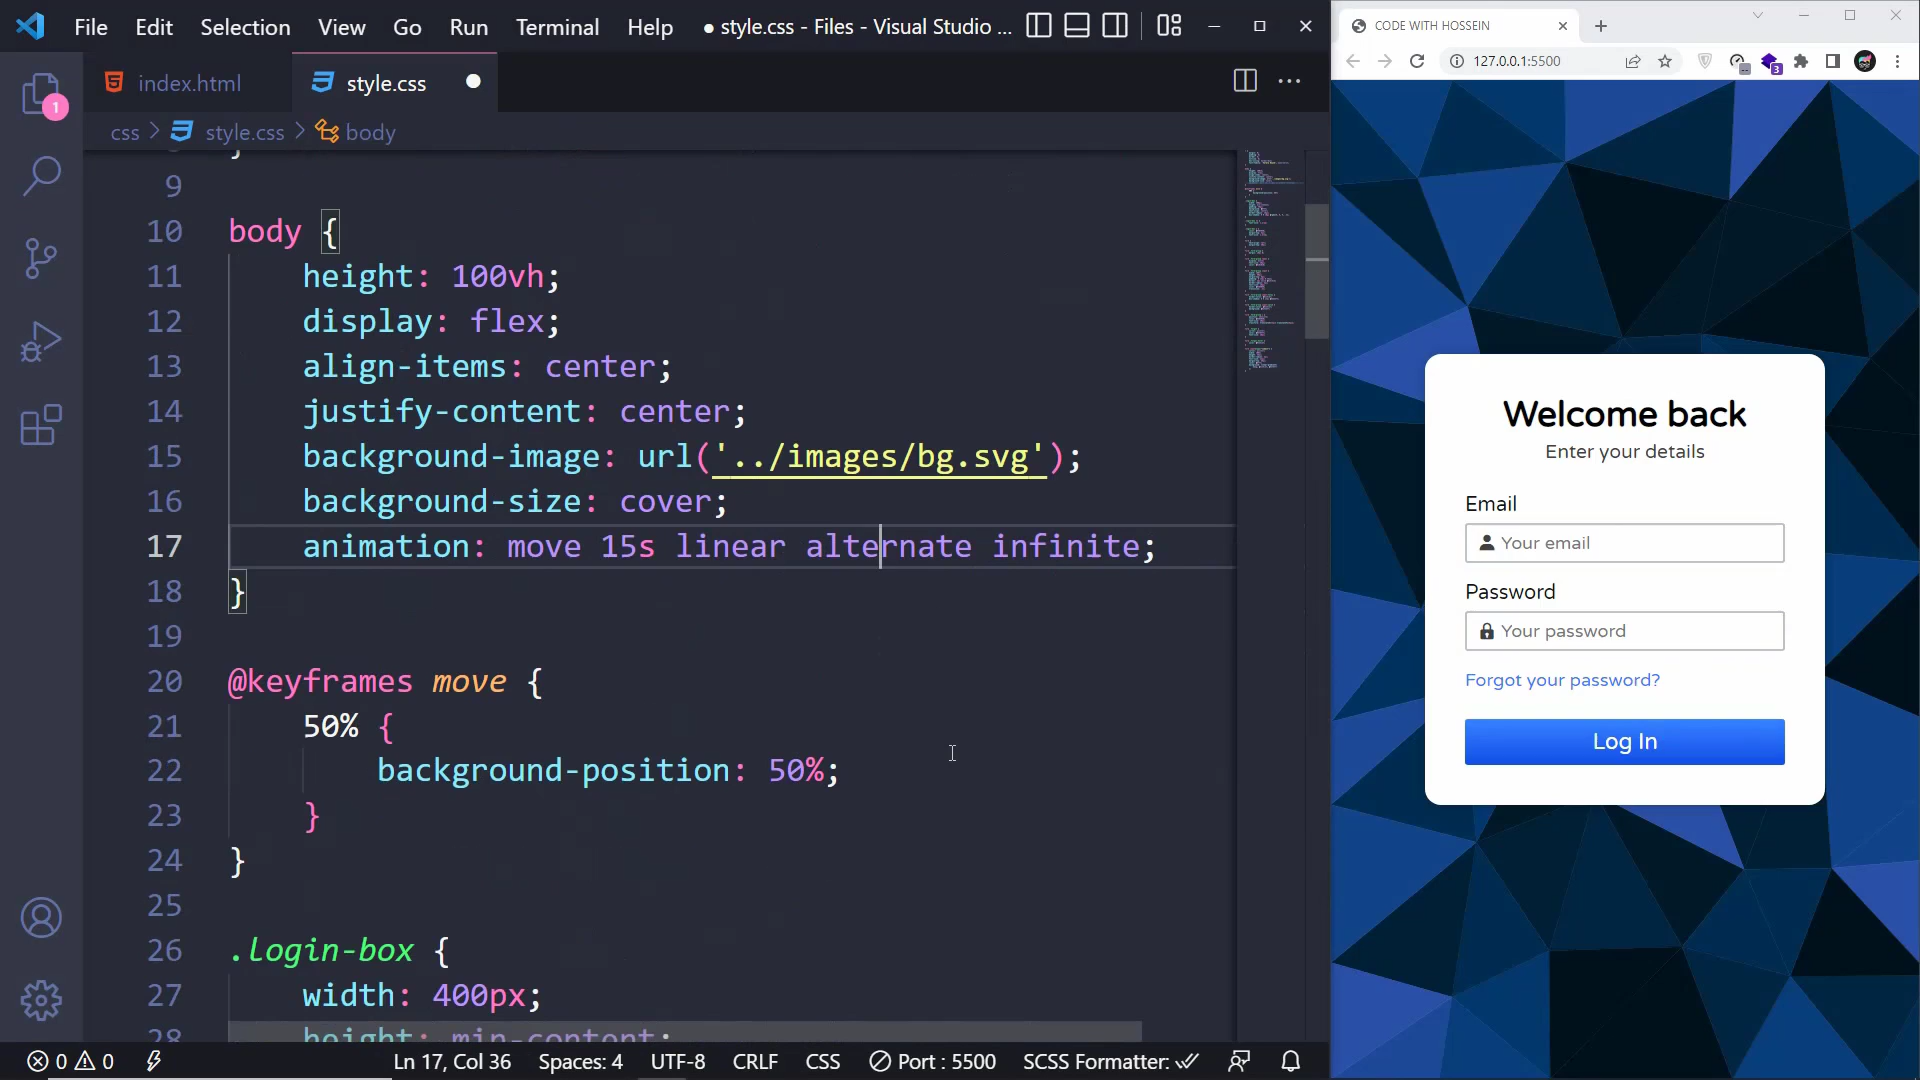 File Edit Selection View Go Run Terminal Help ● style.css - Files - Visual Studio ...
index.html style.css
css > style.css > body
1
9
10 body {
11 height: 100vh;
12 display: flex;
13 align-items: center;
14 justify-content: center;
15 background-image: url('../images/bg.svg');
16 background-size: cover;
17 animation: move 15s linear alternate infinite;
18 }
19
20 @keyframes move {
21 50% {
22 background-position: 50%;
23 }
24 }
25
26 .login-box {
27 width: 400px;
28 height: min-content;
0 0 Ln 17, Col 36 Spaces: 4 UTF-8 CRLF CSS Port : 5500 SCSS Formatter:
CODE WITH HOSSEIN
127.0.0.1:5500
3
Welcome back
Enter your details
Email
Your email
Password
Your password
Forgot your password?
Log In